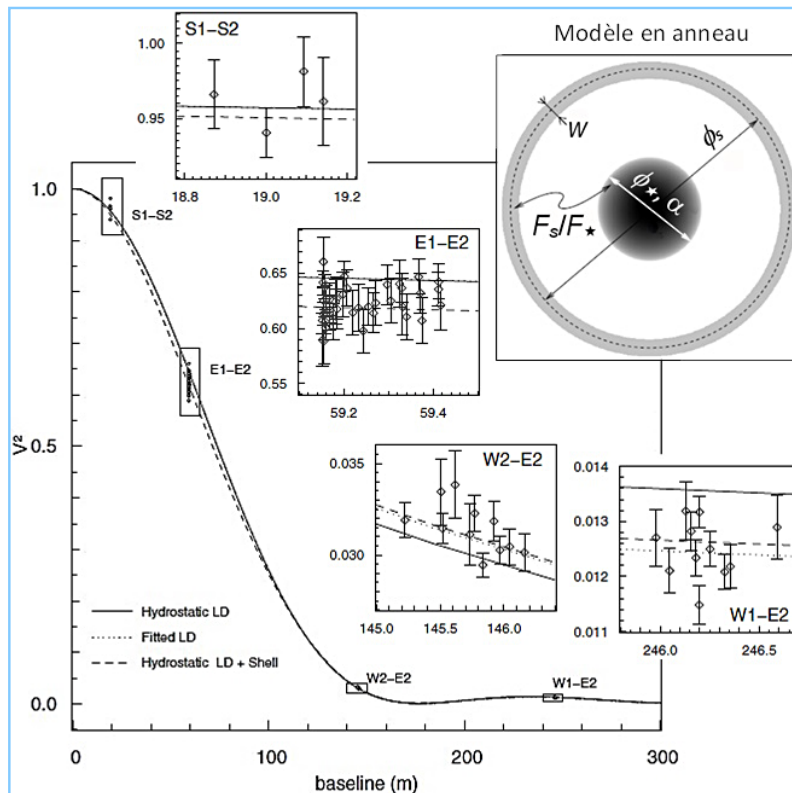 S1-S2
1.00
0.95
18.8
19.0
19.2
Modèle en anneau
W
ϕs
ϕ⋆, α
Fs/F⋆
1.0
S1-S2
E1-E2
0.65
0.60
0.55
59.2
59.4
E1-E2
V²
0.5
W2-E2
0.035
0.030
145.0
145.5
146.0
0.014
W1-E2
0.013
0.012
0.011
246.0
246.5
Hydrostatic LD
Fitted LD
Hydrostatic LD + Shell
W2-E2
W1-E2
0.0
0
100
200
300
baseline (m)